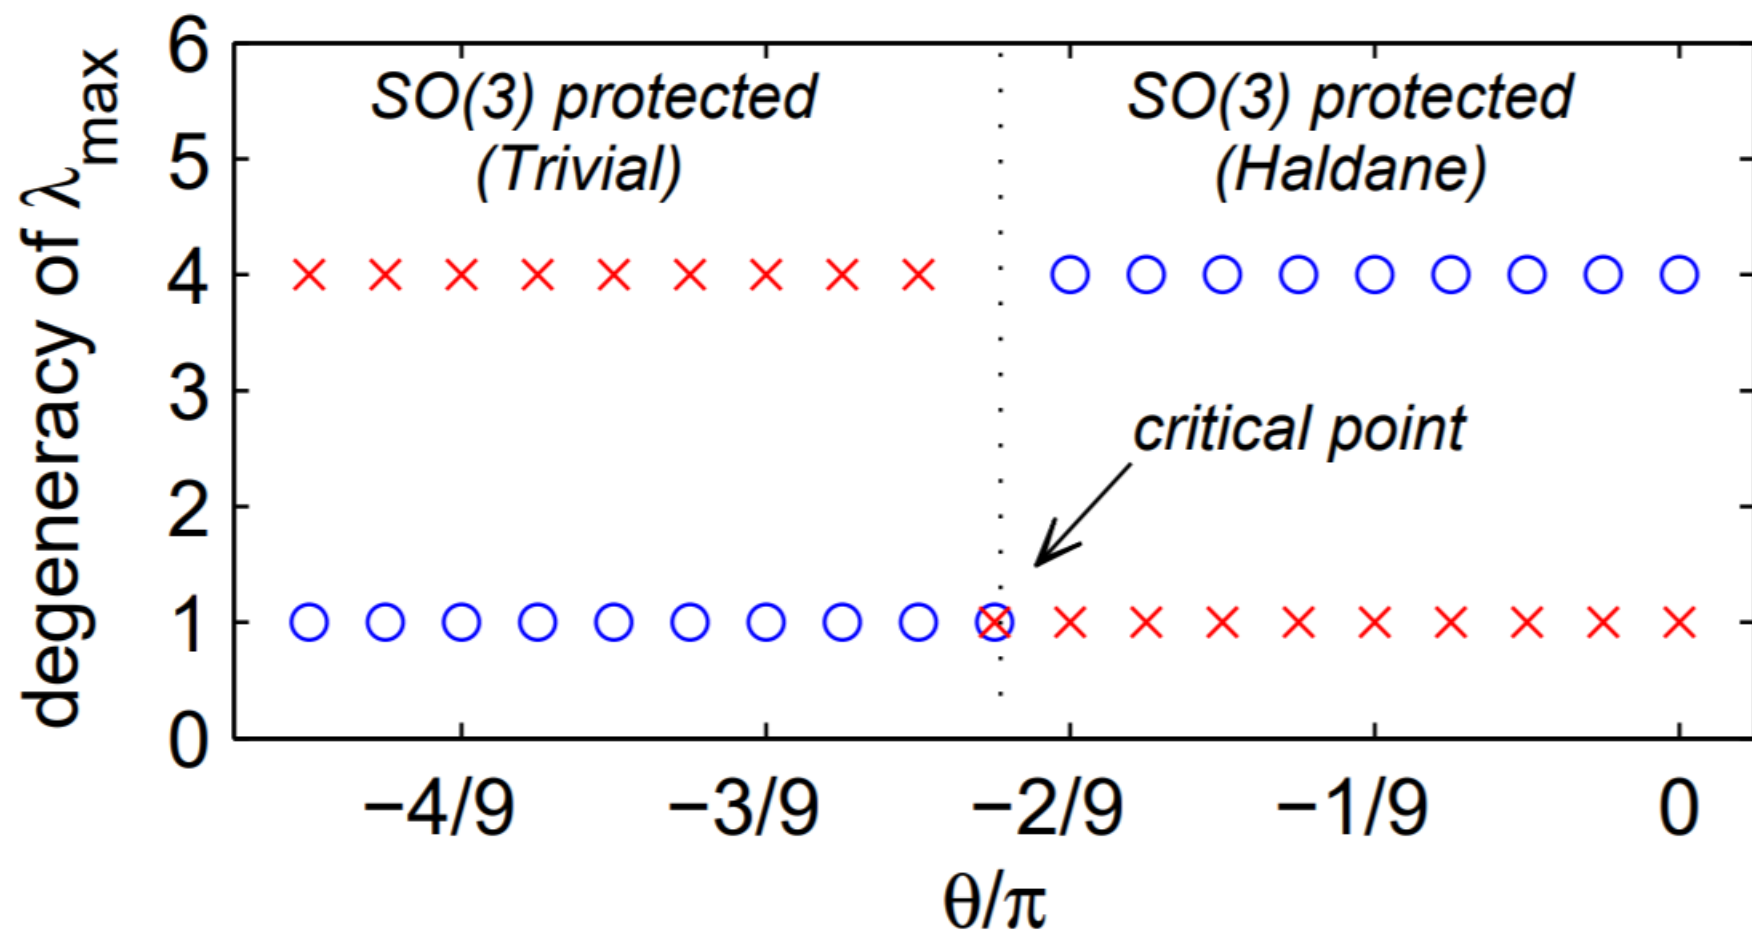 degeneracy of λmax
6
5
4
3
2
1
0
SO(3) protected
(Trivial)
SO(3) protected
(Haldane)
critical point
−4/9
−3/9
−2/9
−1/9
0
θ/π